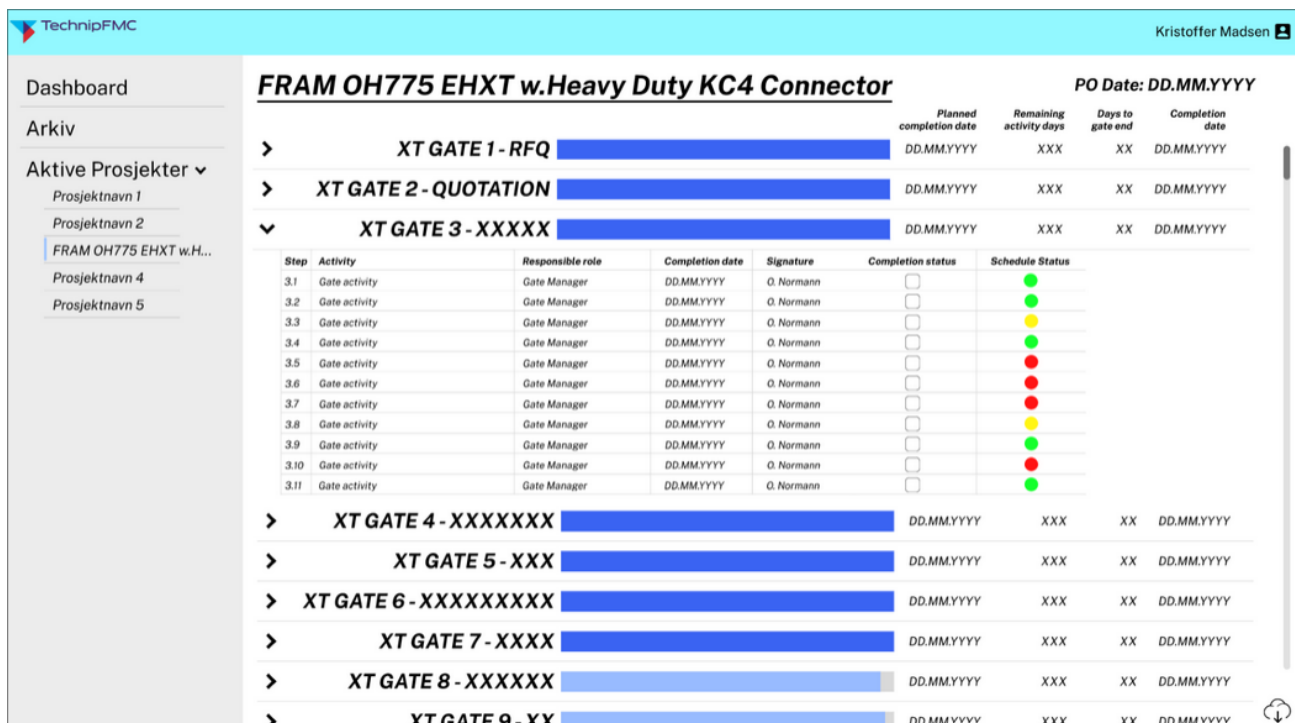 TechnipFMC
Kristoffer Madsen
Dashboard
Arkiv
Aktive Prosjekter
Prosjektnavn 1
Prosjektnavn 2
FRAM OH775 EHXT w.H...
Prosjektnavn 4
Prosjektnavn 5
FRAM OH775 EHXT w.Heavy Duty KC4 Connector
PO Date: DD.MM.YYYY
Planned completion date Remaining activity days Days to gate end Completion date
XT GATE 1 - RFQ DD.MM.YYYY XXX XX DD.MM.YYYY
XT GATE 2 - QUOTATION DD.MM.YYYY XXX XX DD.MM.YYYY
XT GATE 3 - XXXXX DD.MM.YYYY XXX XX DD.MM.YYYY
Step Activity Responsible role Completion date Signature Completion status Schedule Status
3.1 Gate activity Gate Manager DD.MM.YYYY O. Normann
3.2 Gate activity Gate Manager DD.MM.YYYY O. Normann
3.3 Gate activity Gate Manager DD.MM.YYYY O. Normann
3.4 Gate activity Gate Manager DD.MM.YYYY O. Normann
3.5 Gate activity Gate Manager DD.MM.YYYY O. Normann
3.6 Gate activity Gate Manager DD.MM.YYYY O. Normann
3.7 Gate activity Gate Manager DD.MM.YYYY O. Normann
3.8 Gate activity Gate Manager DD.MM.YYYY O. Normann
3.9 Gate activity Gate Manager DD.MM.YYYY O. Normann
3.10 Gate activity Gate Manager DD.MM.YYYY O. Normann
3.11 Gate activity Gate Manager DD.MM.YYYY O. Normann
XT GATE 4 - XXXXXXX DD.MM.YYYY XXX XX DD.MM.YYYY
XT GATE 5 - XXX DD.MM.YYYY XXX XX DD.MM.YYYY
XT GATE 6 - XXXXXXXXX DD.MM.YYYY XXX XX DD.MM.YYYY
XT GATE 7 - XXXX DD.MM.YYYY XXX XX DD.MM.YYYY
XT GATE 8 - XXXXXX DD.MM.YYYY XXX XX DD.MM.YYYY
XT GATE 9 - XX DD.MM.YYYY XXX XX DD.MM.YYYY